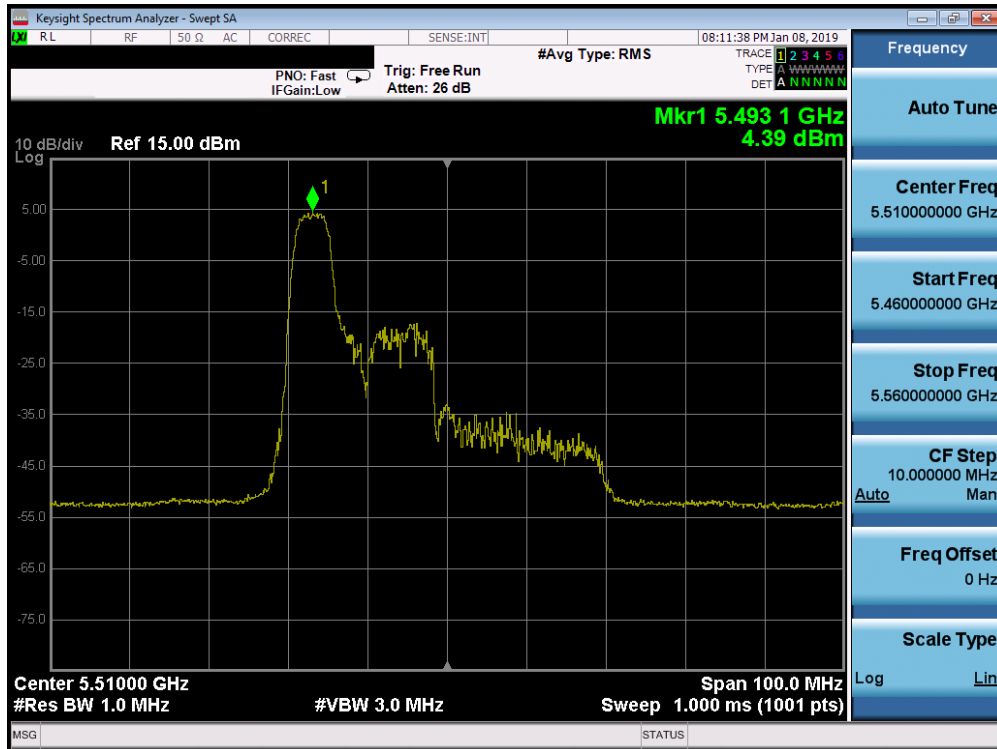 Keysight Spectrum Analyzer - Swept SA
LXI RL RF 50 Ω AC CORREC SENSE:INT 08:11:38 PM Jan 08, 2019
#Avg Type: RMS TRACE 1 2 3 4 5 6
PNO: Fast Trig: Free Run TYPE A WWWWW
IFGain:Low Atten: 26 dB DET A N N N N N
Mkr1 5.493 1 GHz
4.39 dBm
10 dB/div Ref 15.00 dBm
Log
1
5.00
-5.00
-15.0
-25.0
-35.0
-45.0
-55.0
-65.0
-75.0
Center 5.51000 GHz Span 100.0 MHz
#Res BW 1.0 MHz #VBW 3.0 MHz Sweep 1.000 ms (1001 pts)
MSG STATUS
Frequency
Auto Tune
Center Freq
5.510000000 GHz
Start Freq
5.460000000 GHz
Stop Freq
5.560000000 GHz
CF Step
10.000000 MHz
Auto Man
Freq Offset
0 Hz
Scale Type
Log Lin